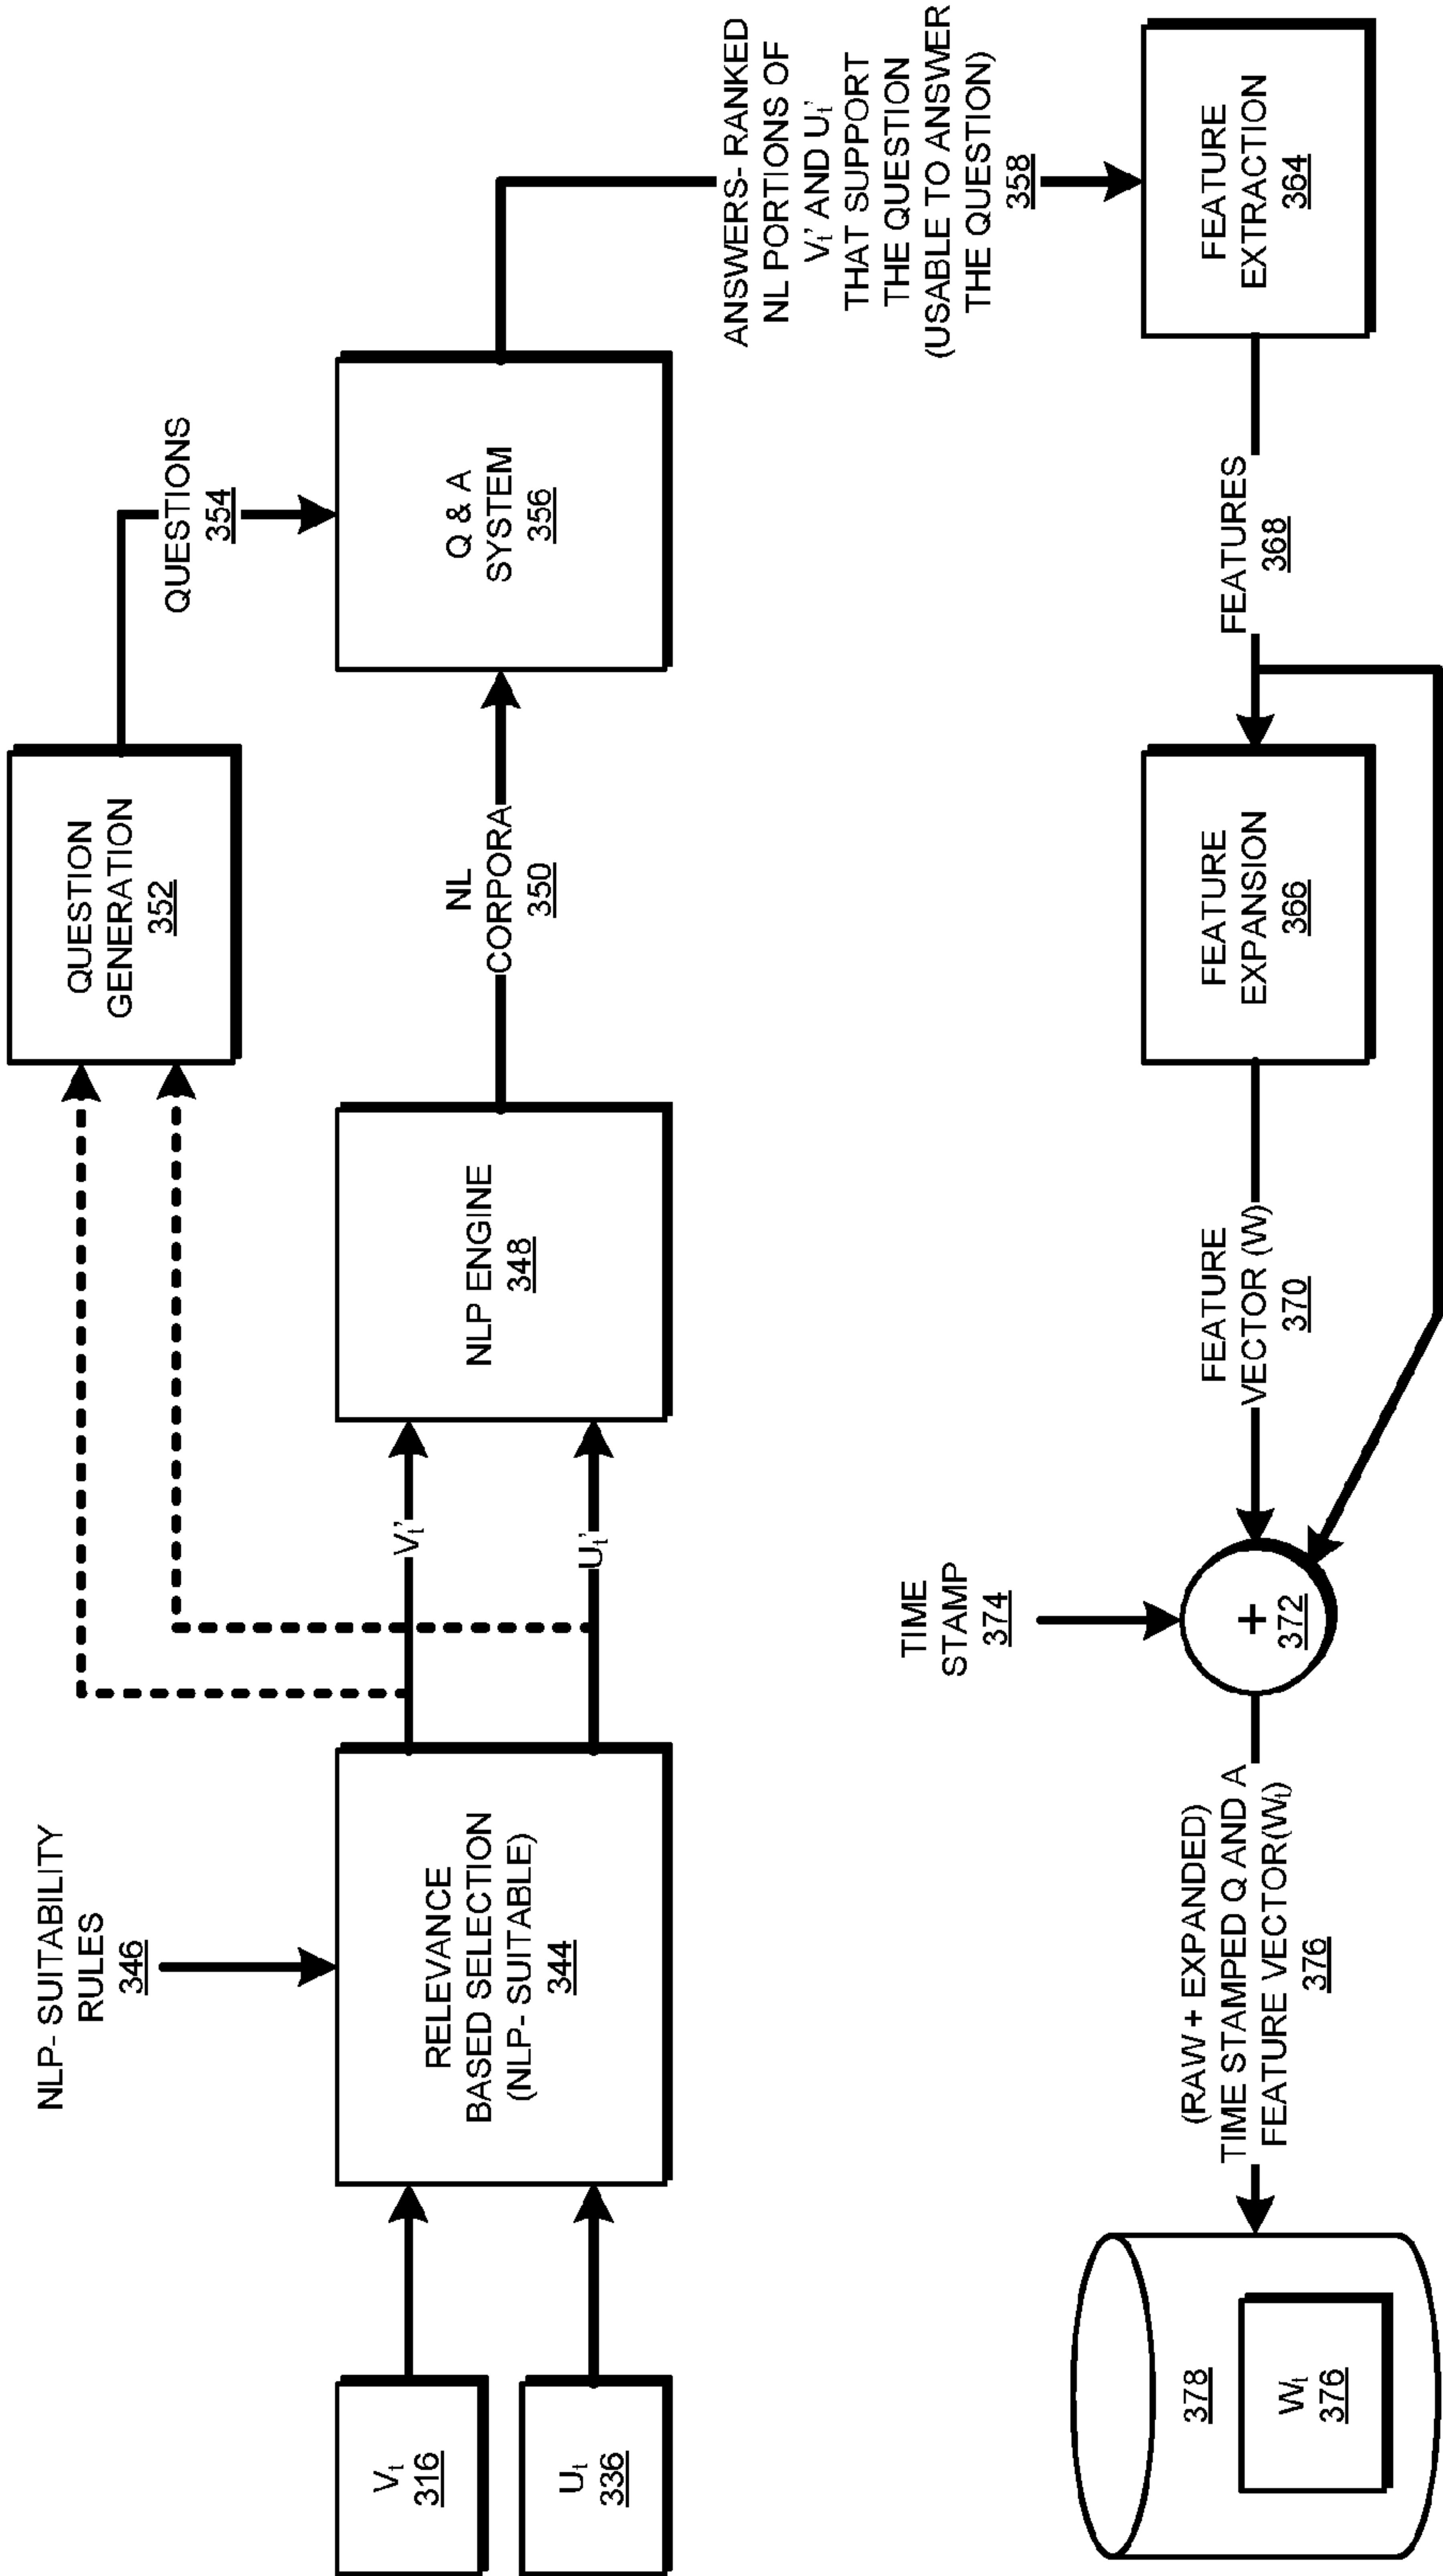 NLP- SUITABILITY
RULES
346
V_t
316
U_t
336
RELEVANCE
BASED SELECTION
(NLP- SUITABLE)
344
V_t'
U_t'
NLP ENGINE
348
QUESTION
GENERATION
352
NL
CORPORA
350
QUESTIONS
354
Q & A
SYSTEM
356
ANSWERS- RANKED
NL PORTIONS OF
V_t' AND U_t'
THAT SUPPORT
THE QUESTION
(USABLE TO ANSWER
THE QUESTION)
358
FEATURE
EXTRACTION
364
FEATURES
368
FEATURE
EXPANSION
366
FEATURE
VECTOR (W)
370
TIME
STAMP
374
+
372
(RAW + EXPANDED)
TIME STAMPED Q AND A
FEATURE VECTOR(W_t)
376
378
W_t
376